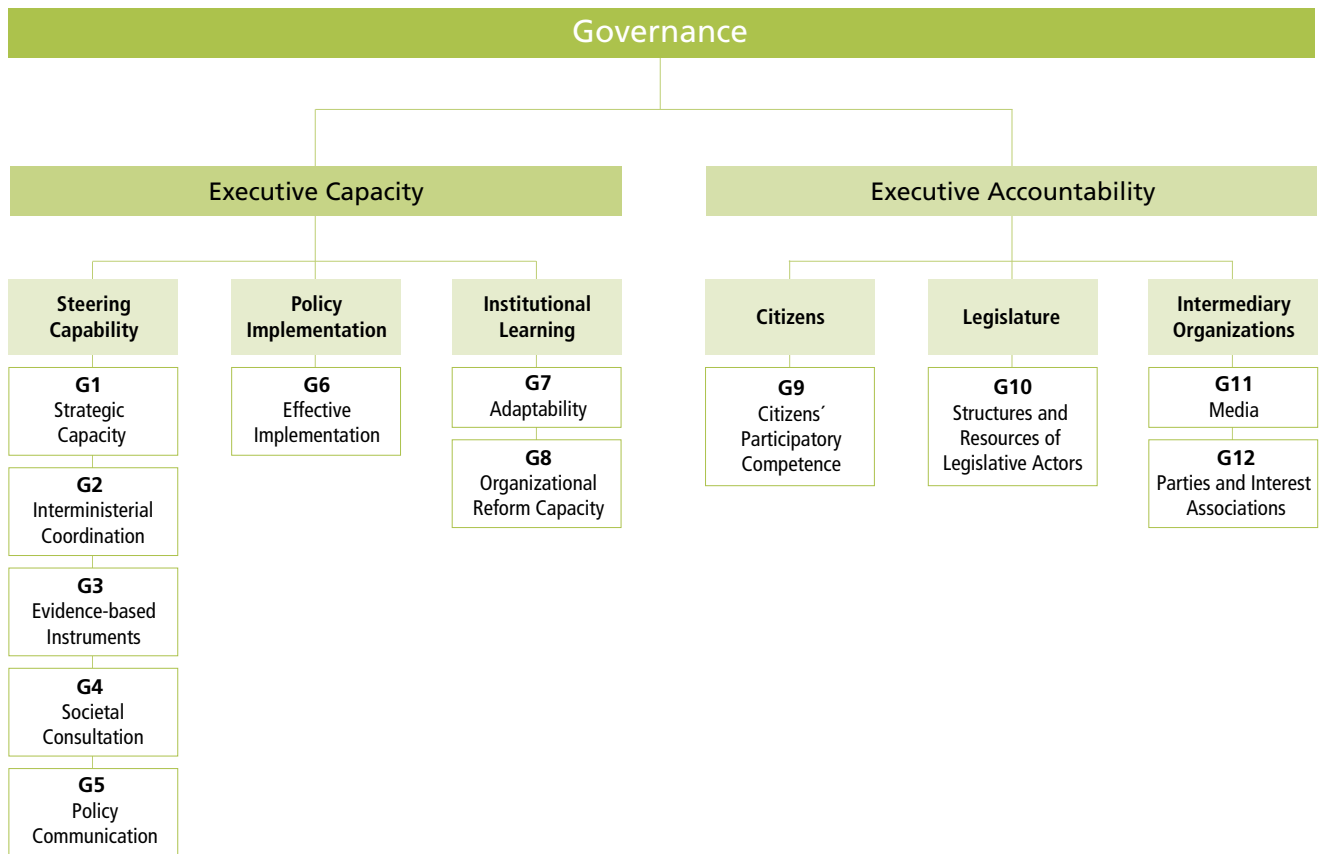 Governance
Executive Capacity
Executive Accountability
Steering
Capability
Policy
Implementation
Institutional
Learning
Citizens
Legislature
Intermediary
Organizations
G1
Strategic
Capacity
G2
Interministerial
Coordination
G3
Evidence-based
Instruments
G4
Societal
Consultation
G5
Policy
Communication
G6
Effective
Implementation
G7
Adaptability
G8
Organizational
Reform Capacity
G9
Citizens´
Participatory
Competence
G10
Structures and
Resources of
Legislative Actors
G11
Media
G12
Parties and Interest
Associations